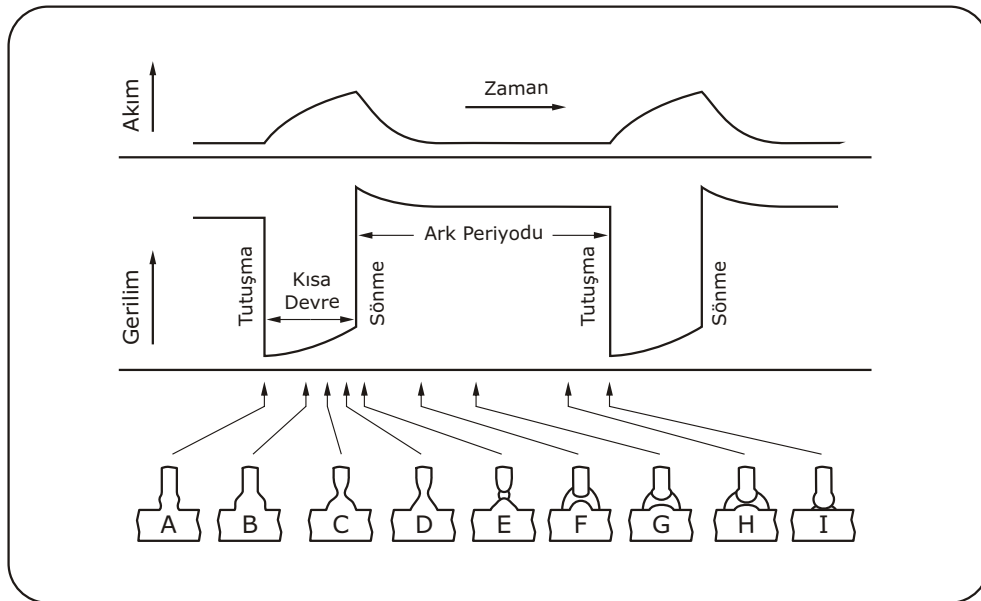 Akım
Zaman
Gerilim
Tutuşma
Kısa
Devre
Sönme
Ark Periyodu
Tutuşma
Sönme
A
B
C
D
E
F
G
H
I